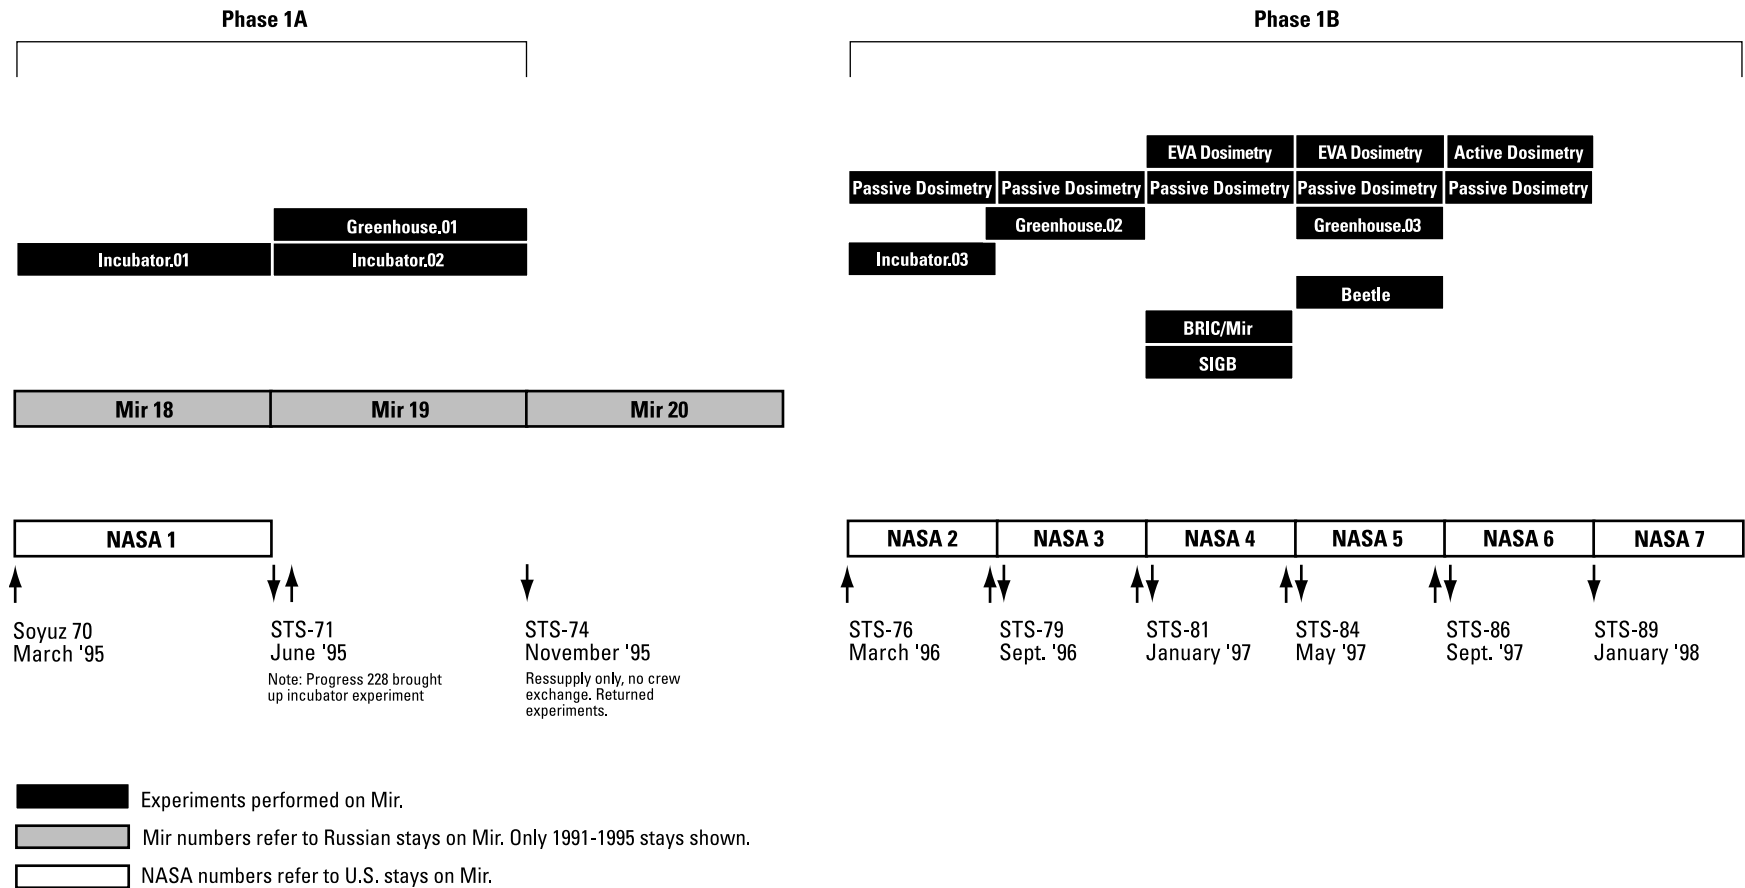 Phase 1A
Phase 1B
EVA Dosimetry
EVA Dosimetry
Active Dosimetry
Passive Dosimetry
Passive Dosimetry
Passive Dosimetry
Passive Dosimetry
Passive Dosimetry
Greenhouse.01
Greenhouse.02
Greenhouse.03
Incubator.01
Incubator.02
Incubator.03
Beetle
BRIC/Mir
SIGB
Mir 18
Mir 19
Mir 20
NASA 1
NASA 2
NASA 3
NASA 4
NASA 5
NASA 6
NASA 7
Soyuz 70
March '95
STS-71
June '95
Note: Progress 228 brought
up incubator experiment
STS-74
November '95
Ressupply only, no crew
exchange. Returned
experiments.
STS-76
March '96
STS-79
Sept. '96
STS-81
January '97
STS-84
May '97
STS-86
Sept. '97
STS-89
January '98
Experiments performed on Mir.
Mir numbers refer to Russian stays on Mir. Only 1991-1995 stays shown.
NASA numbers refer to U.S. stays on Mir.